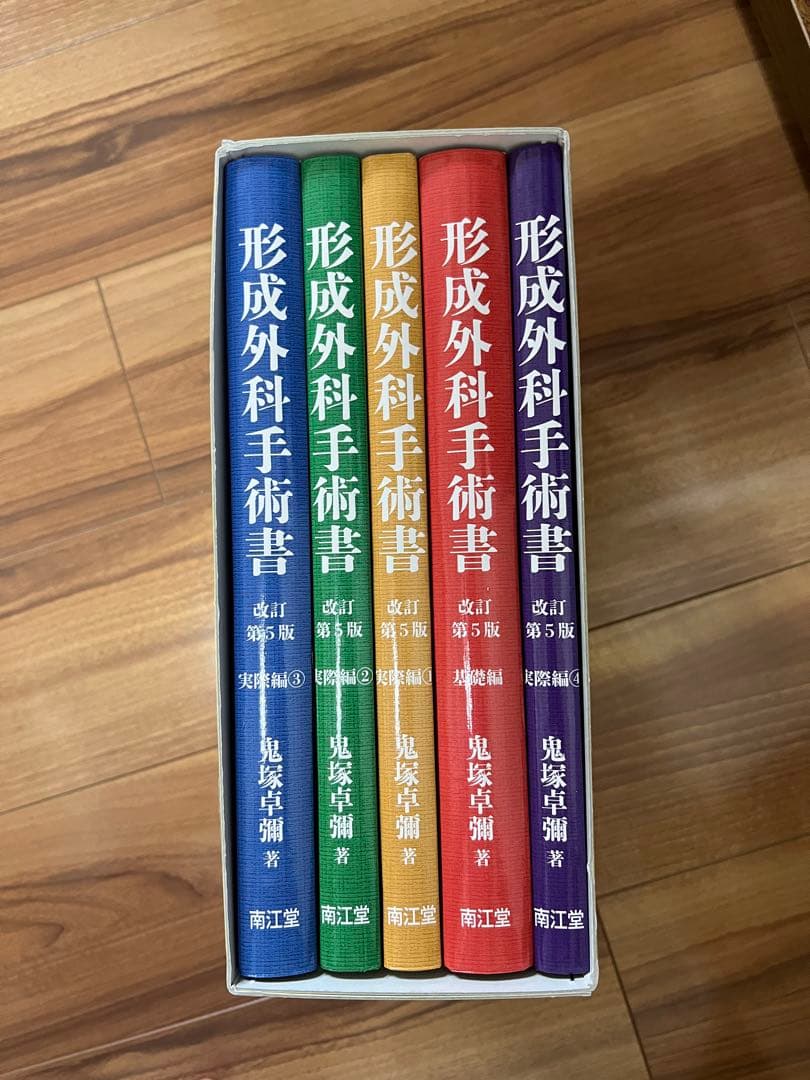 形成外科手術書
改訂
第5版
実際編③
鬼塚卓彌
著
南江堂
形成外科手術書
改訂
第5版
実際編②
鬼塚卓彌
著
南江堂
形成外科手術書
改訂
第5版
実際編①
鬼塚卓彌
著
南江堂
形成外科手術書
改訂
第5版
基礎編
鬼塚卓彌
著
南江堂
形成外科手術書
改訂
第5版
実際編④
鬼塚卓彌
著
南江堂